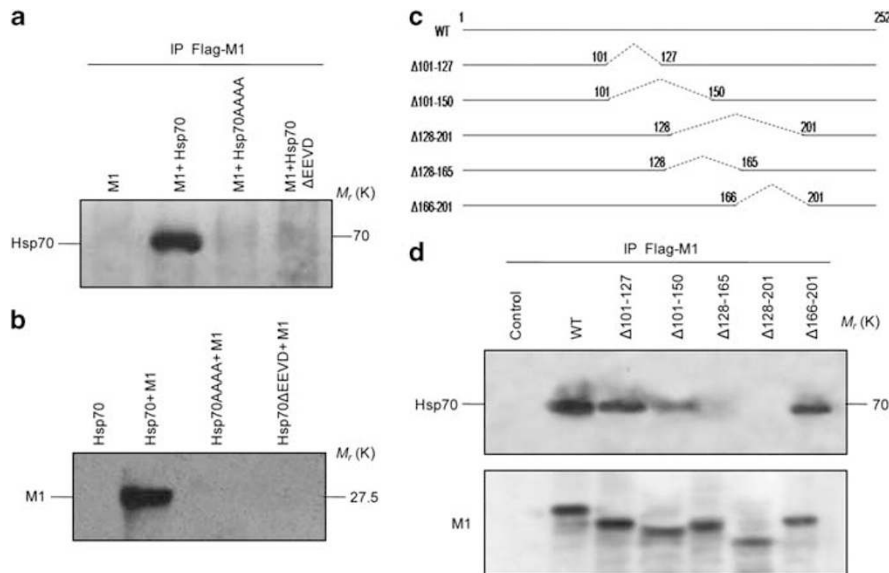 a
IP Flag-M1
M1
M1+ Hsp70
M1+ Hsp70AAAA
M1+Hsp70 ΔEEVD
Mr (K)
Hsp70
70
b
Hsp70
Hsp70+ M1
Hsp70AAAA+ M1
Hsp70ΔEEVD+ M1
Mr (K)
M1
27.5
c
1 252
WT
Δ101-127 101 127
Δ101-150 101 150
Δ128-201 128 201
Δ128-165 128 165
Δ166-201 166 201
d
IP Flag-M1
Control
WT
Δ101-127
Δ101-150
Δ128-165
Δ128-201
Δ166-201
Mr (K)
Hsp70
70
M1